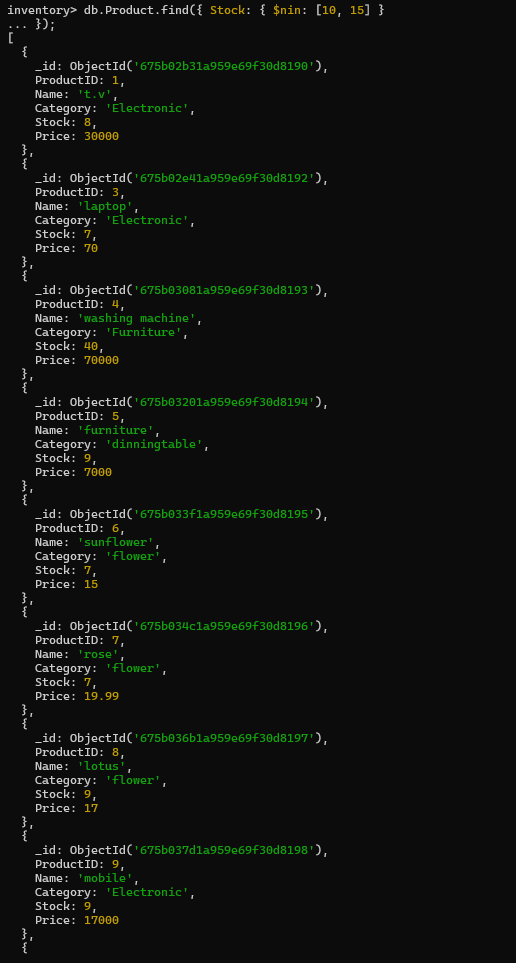 inventory> db.Product.find({ Stock: { $nin: [10, 15] }
... });
[
  {
    _id: ObjectId('675b02b31a959e69f30d8190'),
    ProductID: 1,
    Name: 't.v',
    Category: 'Electronic',
    Stock: 8,
    Price: 30000
  },
  {
    _id: ObjectId('675b02e41a959e69f30d8192'),
    ProductID: 3,
    Name: 'laptop',
    Category: 'Electronic',
    Stock: 7,
    Price: 70
  },
  {
    _id: ObjectId('675b03081a959e69f30d8193'),
    ProductID: 4,
    Name: 'washing machine',
    Category: 'Furniture',
    Stock: 40,
    Price: 70000
  },
  {
    _id: ObjectId('675b03201a959e69f30d8194'),
    ProductID: 5,
    Name: 'furniture',
    Category: 'dinningtable',
    Stock: 9,
    Price: 7000
  },
  {
    _id: ObjectId('675b033f1a959e69f30d8195'),
    ProductID: 6,
    Name: 'sunflower',
    Category: 'flower',
    Stock: 7,
    Price: 15
  },
  {
    _id: ObjectId('675b034c1a959e69f30d8196'),
    ProductID: 7,
    Name: 'rose',
    Category: 'flower',
    Stock: 7,
    Price: 19.99
  },
  {
    _id: ObjectId('675b036b1a959e69f30d8197'),
    ProductID: 8,
    Name: 'lotus',
    Category: 'flower',
    Stock: 9,
    Price: 17
  },
  {
    _id: ObjectId('675b037d1a959e69f30d8198'),
    ProductID: 9,
    Name: 'mobile',
    Category: 'Electronic',
    Stock: 9,
    Price: 17000
  },
  {